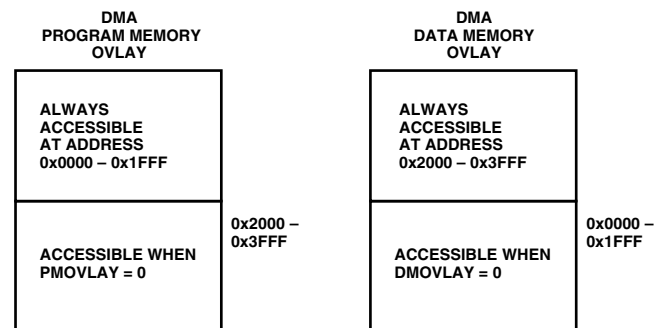 DMA
PROGRAM MEMORY
OVLAY
ALWAYS
ACCESSIBLE
AT ADDRESS
0x0000 – 0x1FFF
ACCESSIBLE WHEN
PMOVLAY = 0
0x2000 –
0x3FFF
DMA
DATA MEMORY
OVLAY
ALWAYS
ACCESSIBLE
AT ADDRESS
0x2000 – 0x3FFF
ACCESSIBLE WHEN
DMOVLAY = 0
0x0000 –
0x1FFF